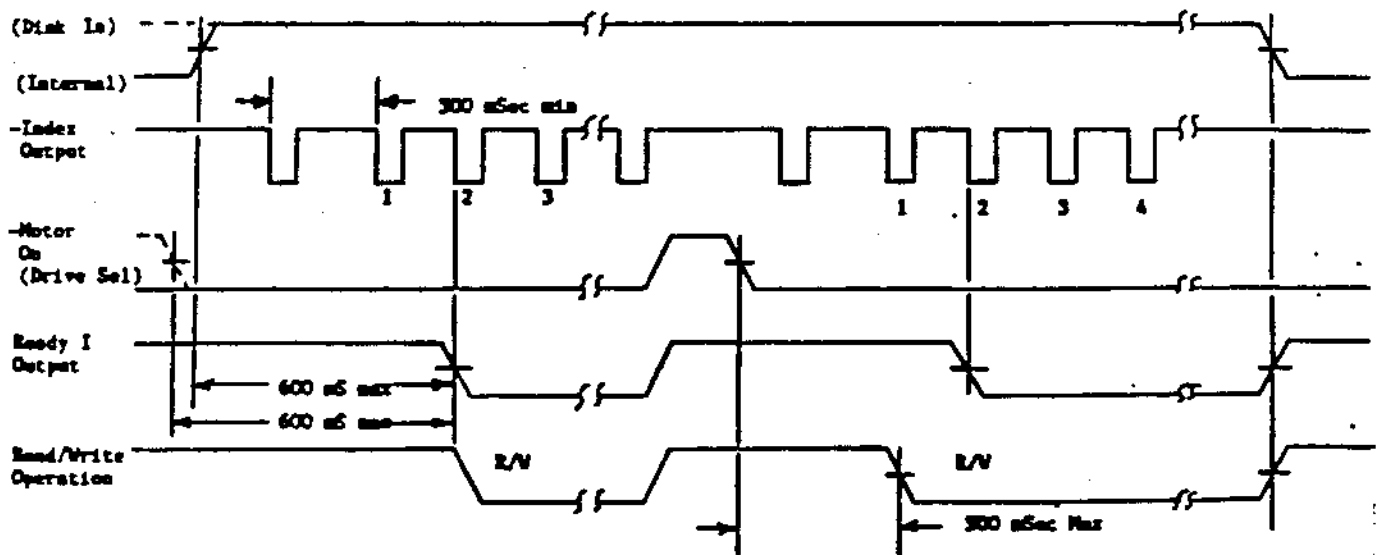 (Disk In)
(Internal)
300 mSec min
-Index
Output
1 2 3 1 2 3 4
-Motor
On
(Drive Sel)
Ready I
Output
600 mS max
600 mS max
Read/Write
Operation
R/W R/W
300 mSec Max